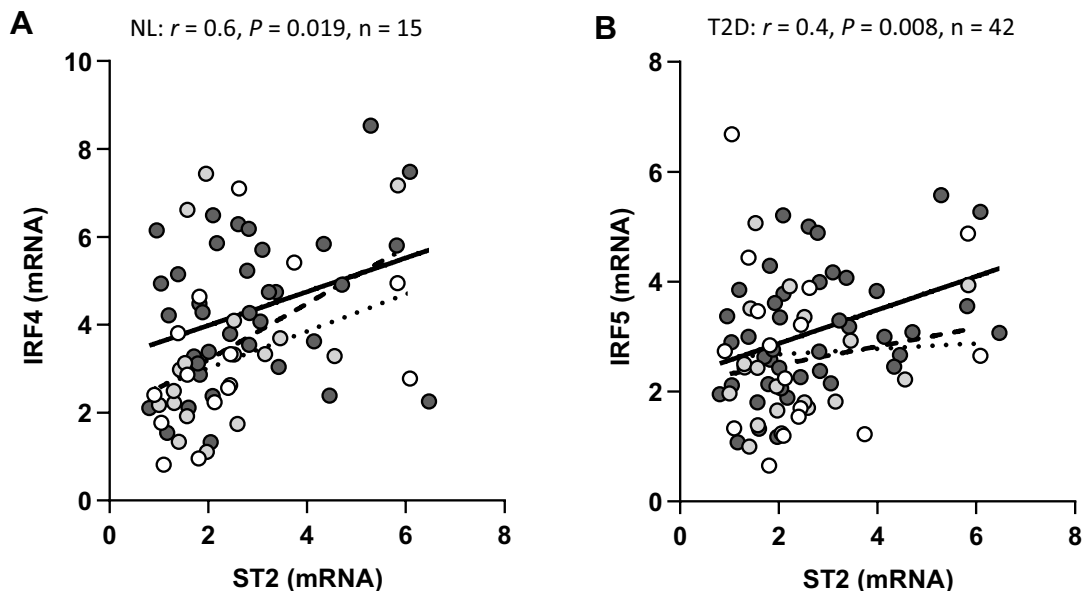 A
NL: r = 0.6, P = 0.019, n = 15
10
8
6
4
2
0
IRF4 (mRNA)
0 2 4 6 8
ST2 (mRNA)
B
T2D: r = 0.4, P = 0.008, n = 42
8
6
4
2
0
IRF5 (mRNA)
0 2 4 6 8
ST2 (mRNA)